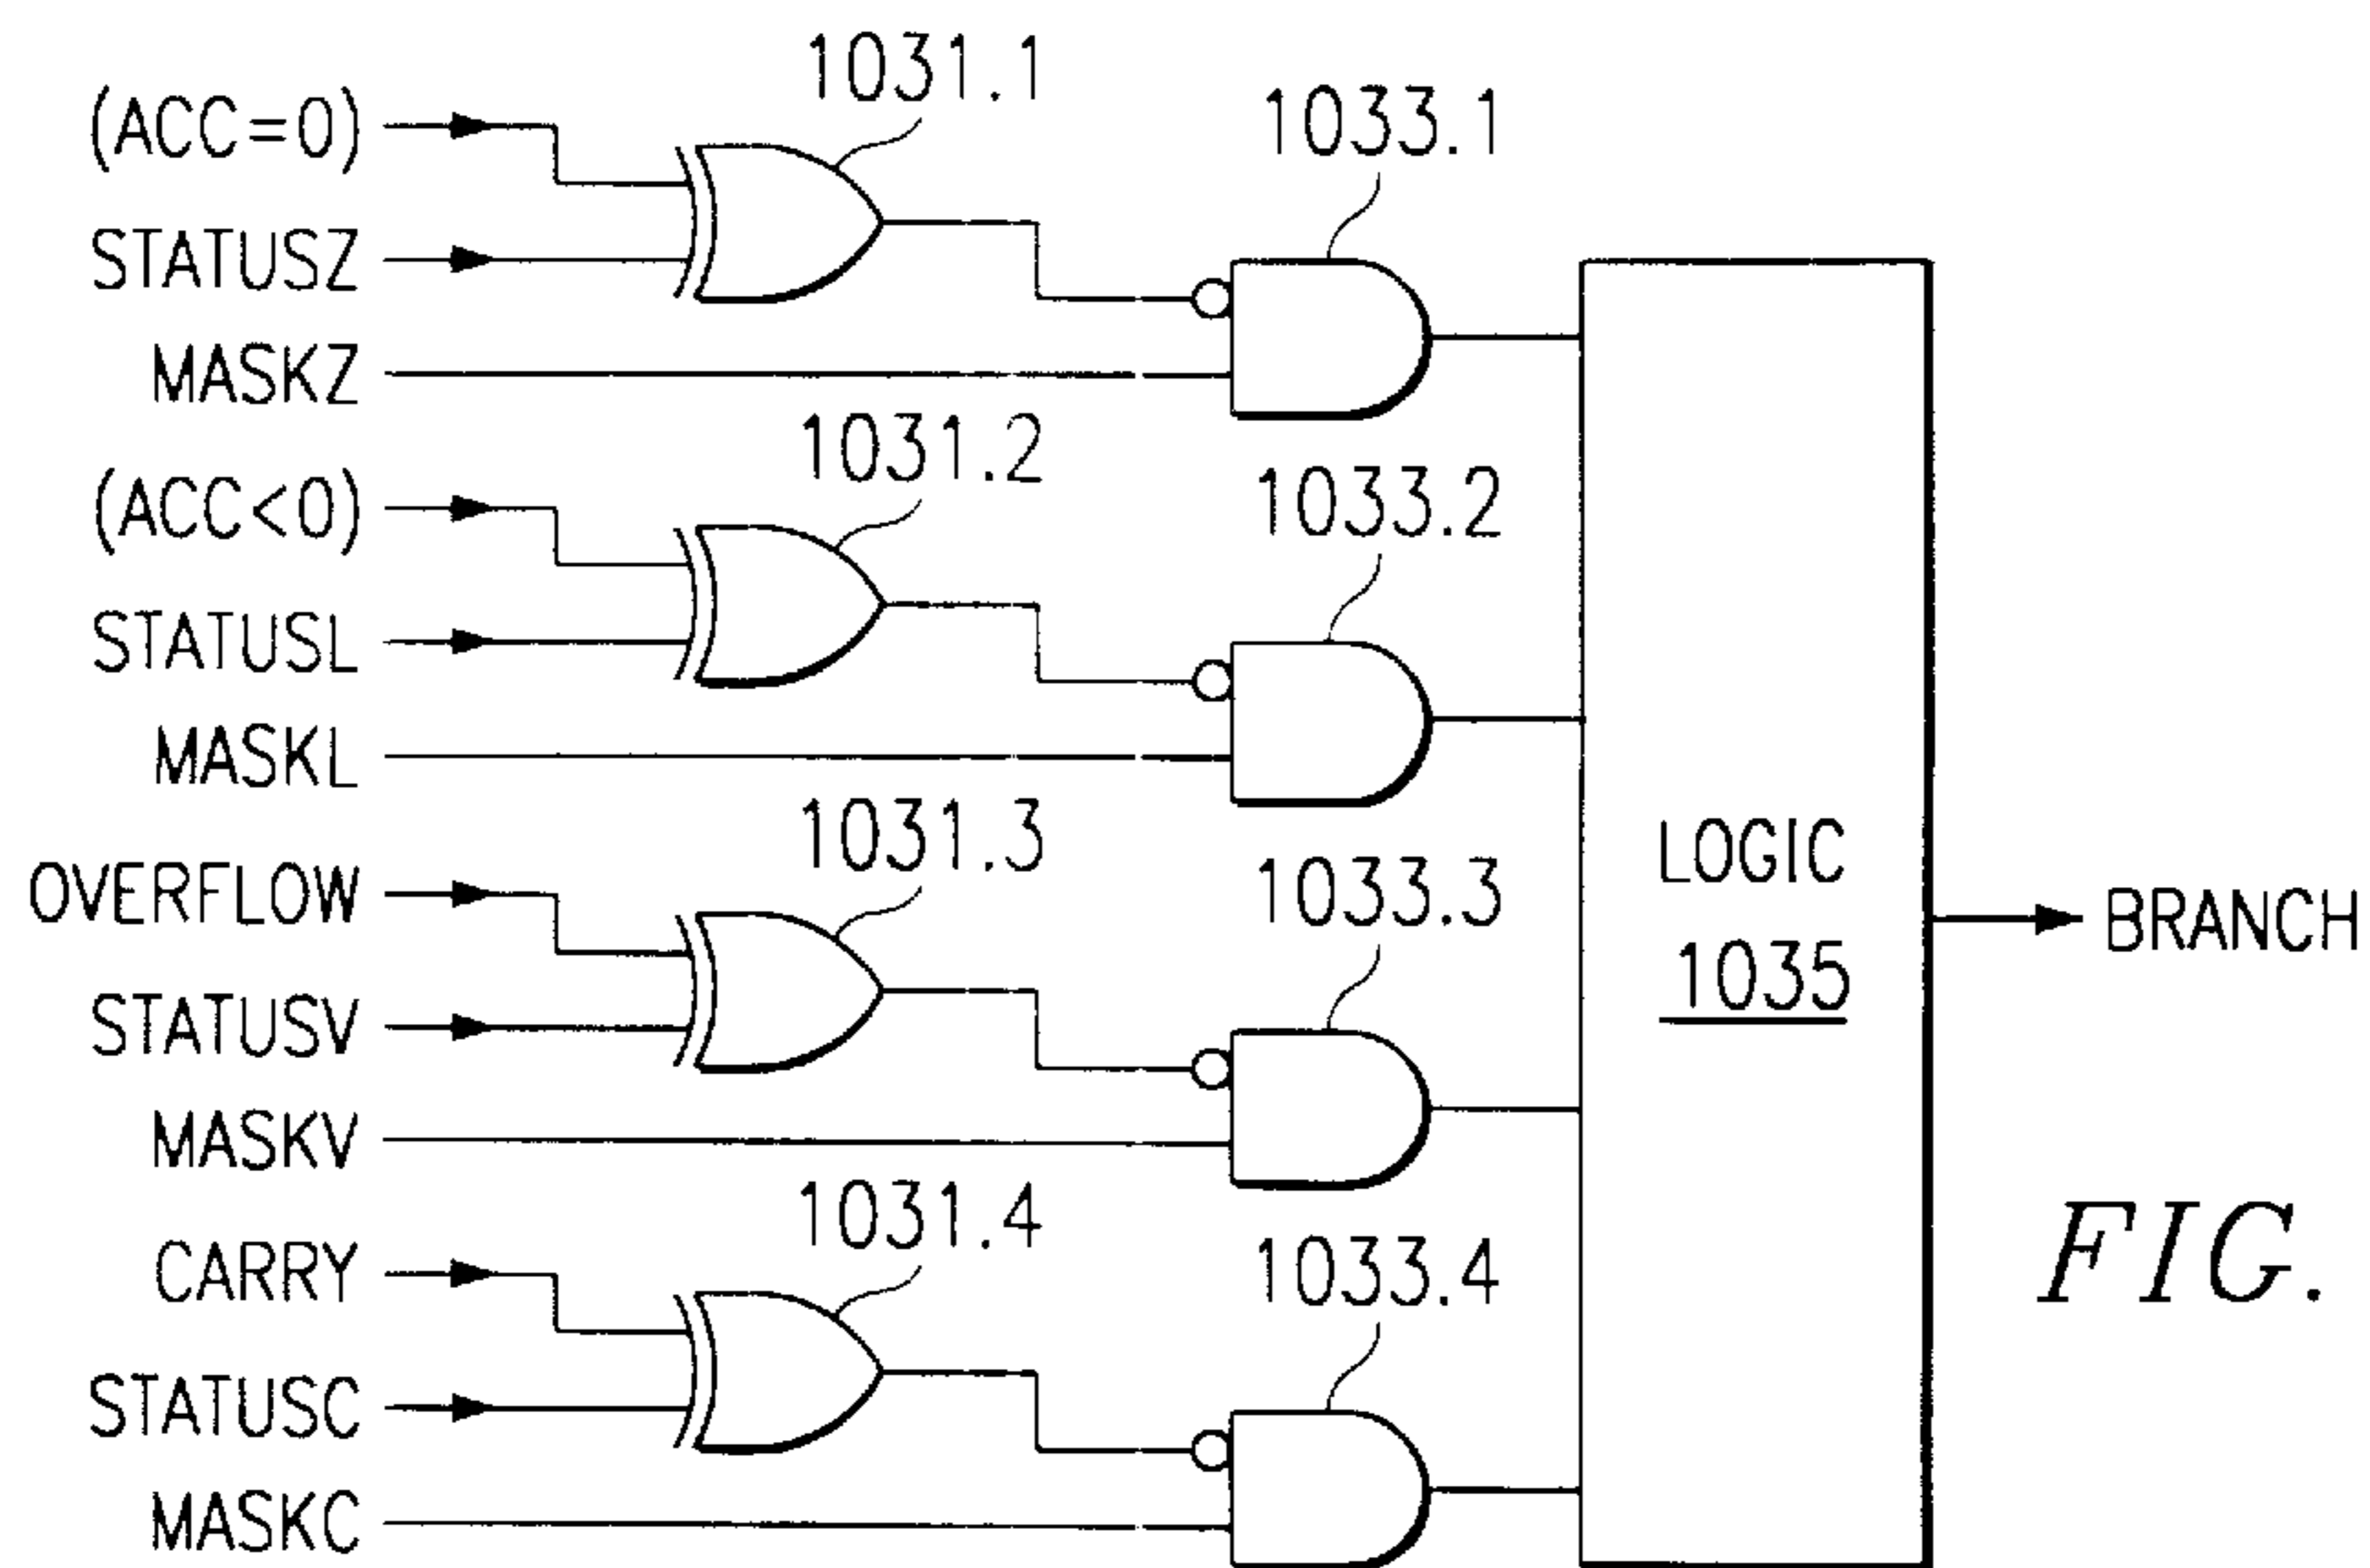 1031.1
(ACC=0)
1033.1
STATUSZ
MASKZ
1031.2
(ACC<0)
1033.2
STATUSL
MASKL
1031.3
OVERFLOW
1033.3
LOGIC
1035
BRANCH
STATUSV
MASKV
1031.4
CARRY
1033.4
FIG.
STATUSC
MASKC